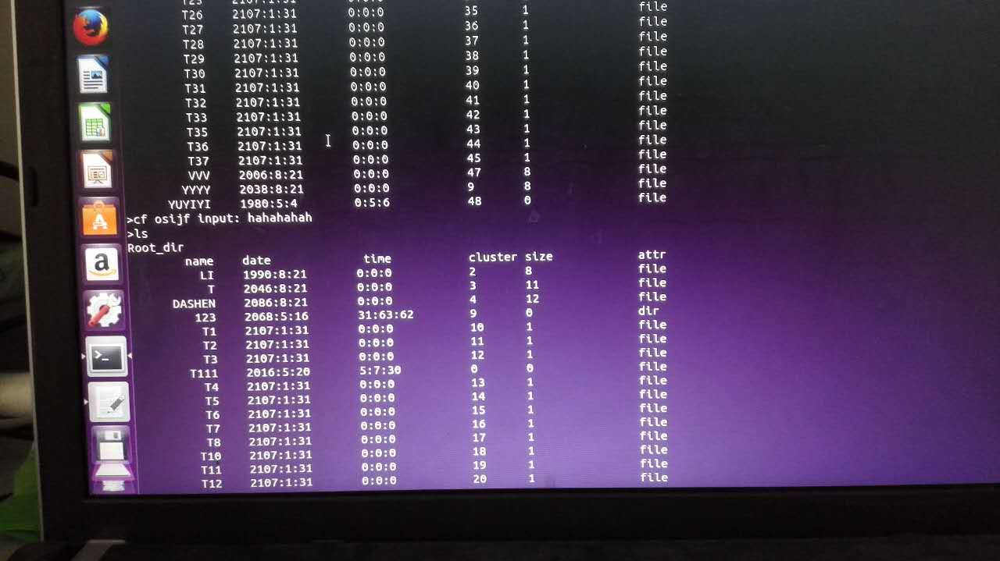 T25 2107:1:31 0:0:0
T26 2107:1:31 0:0:0 35 1 file
T27 2107:1:31 0:0:0 36 1 file
T28 2107:1:31 0:0:0 37 1 file
T29 2107:1:31 0:0:0 38 1 file
T30 2107:1:31 0:0:0 39 1 file
T31 2107:1:31 0:0:0 40 1 file
T32 2107:1:31 0:0:0 41 1 file
T33 2107:1:31 0:0:0 42 1 file
T35 2107:1:31 0:0:0 43 1 file
T36 2107:1:31 0:0:0 44 1 file
T37 2107:1:31 0:0:0 45 1 file
VVV 2006:8:21 0:0:0 47 8 file
YYYY 2038:8:21 0:0:0 9 8 file
YUYIYI 1980:5:4 0:5:6 48 0 file
>cf osijf input: hahahahah
>ls
Root_dir
name date time cluster size attr
LI 1990:8:21 0:0:0 2 8 file
T 2046:8:21 0:0:0 3 11 file
DASHEN 2086:8:21 0:0:0 4 12 file
123 2068:5:16 31:63:62 9 0 dir
T1 2107:1:31 0:0:0 10 1 file
T2 2107:1:31 0:0:0 11 1 file
T3 2107:1:31 0:0:0 12 1 file
T111 2016:5:20 5:7:30 0 0 file
T4 2107:1:31 0:0:0 13 1 file
T5 2107:1:31 0:0:0 14 1 file
T6 2107:1:31 0:0:0 15 1 file
T7 2107:1:31 0:0:0 16 1 file
T8 2107:1:31 0:0:0 17 1 file
T10 2107:1:31 0:0:0 18 1 file
T11 2107:1:31 0:0:0 19 1 file
T12 2107:1:31 0:0:0 20 1 file